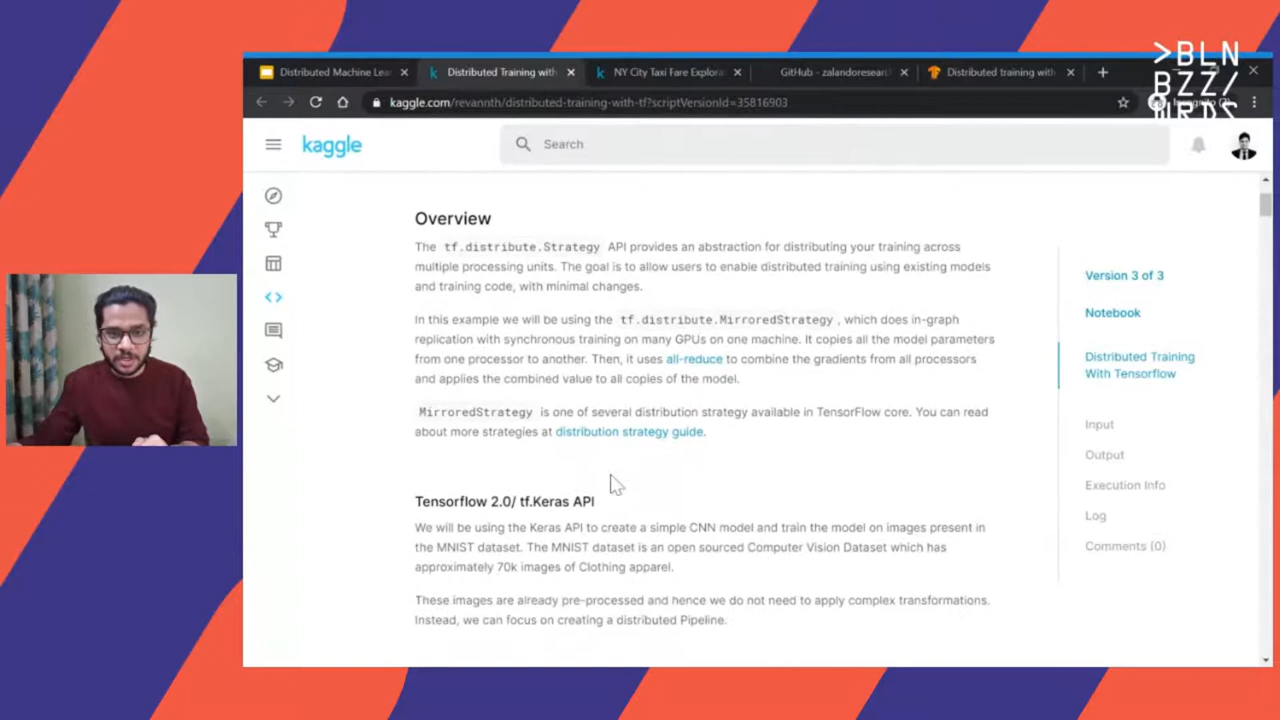 >BLN
BZZ/
WRDS
Distributed Machine Lea
Distributed Training with
NY City Taxi Fare Explora
GitHub - zalandoresearc
Distributed training with
kaggle.com/revannth/distributed-training-with-tf?scriptVersionId=35816903
kaggle
Search
Overview
The tf.distribute.Strategy API provides an abstraction for distributing your training across
multiple processing units. The goal is to allow users to enable distributed training using existing models
and training code, with minimal changes.
In this example we will be using the tf.distribute.MirroredStrategy, which does in-graph
replication with synchronous training on many GPUs on one machine. It copies all the model parameters
from one processor to another. Then, it uses all-reduce to combine the gradients from all processors
and applies the combined value to all copies of the model.
MirroredStrategy is one of several distribution strategy available in TensorFlow core. You can read
about more strategies at distribution strategy guide.
Tensorflow 2.0/ tf.Keras API
We will be using the Keras API to create a simple CNN model and train the model on images present in
the MNIST dataset. The MNIST dataset is an open sourced Computer Vision Dataset which has
approximately 70k images of Clothing apparel.
These images are already pre-processed and hence we do not need to apply complex transformations.
Instead, we can focus on creating a distributed Pipeline.
Version 3 of 3
Notebook
Distributed Training
With Tensorflow
Input
Output
Execution Info
Log
Comments (0)